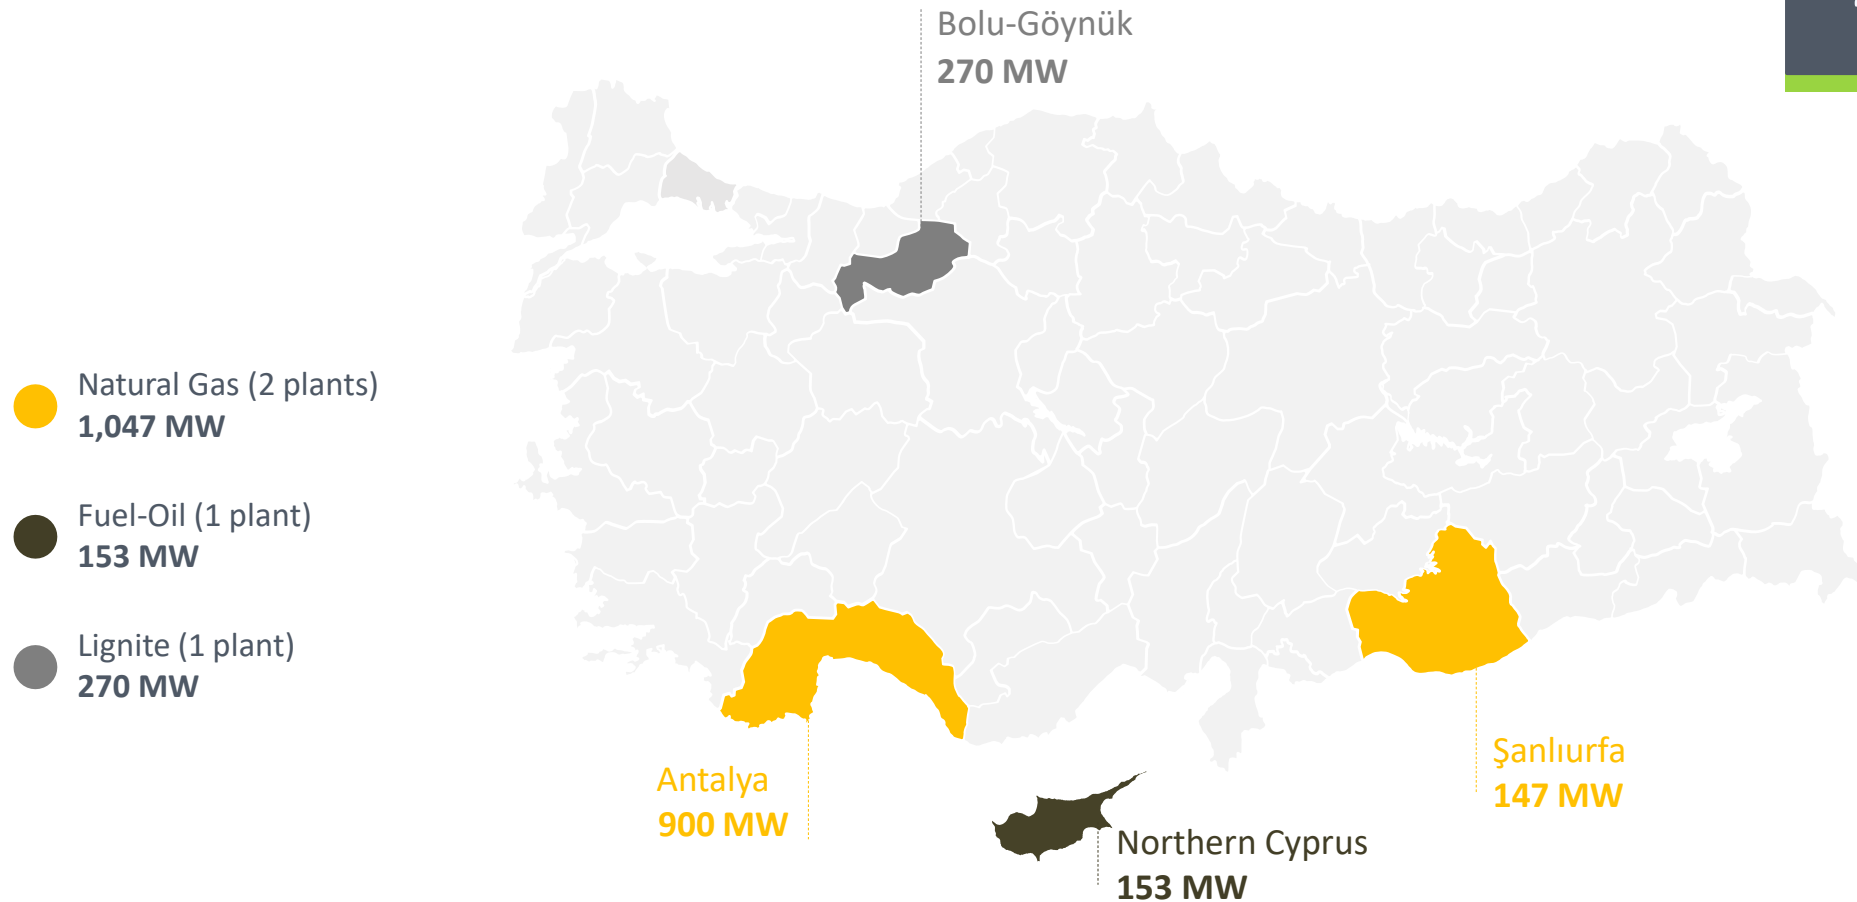 Bolu-Göynük
270 MW
Natural Gas (2 plants)
1,047 MW
Fuel-Oil (1 plant)
153 MW
Lignite (1 plant)
270 MW
Antalya
900 MW
Şanlıurfa
147 MW
Northern Cyprus
153 MW